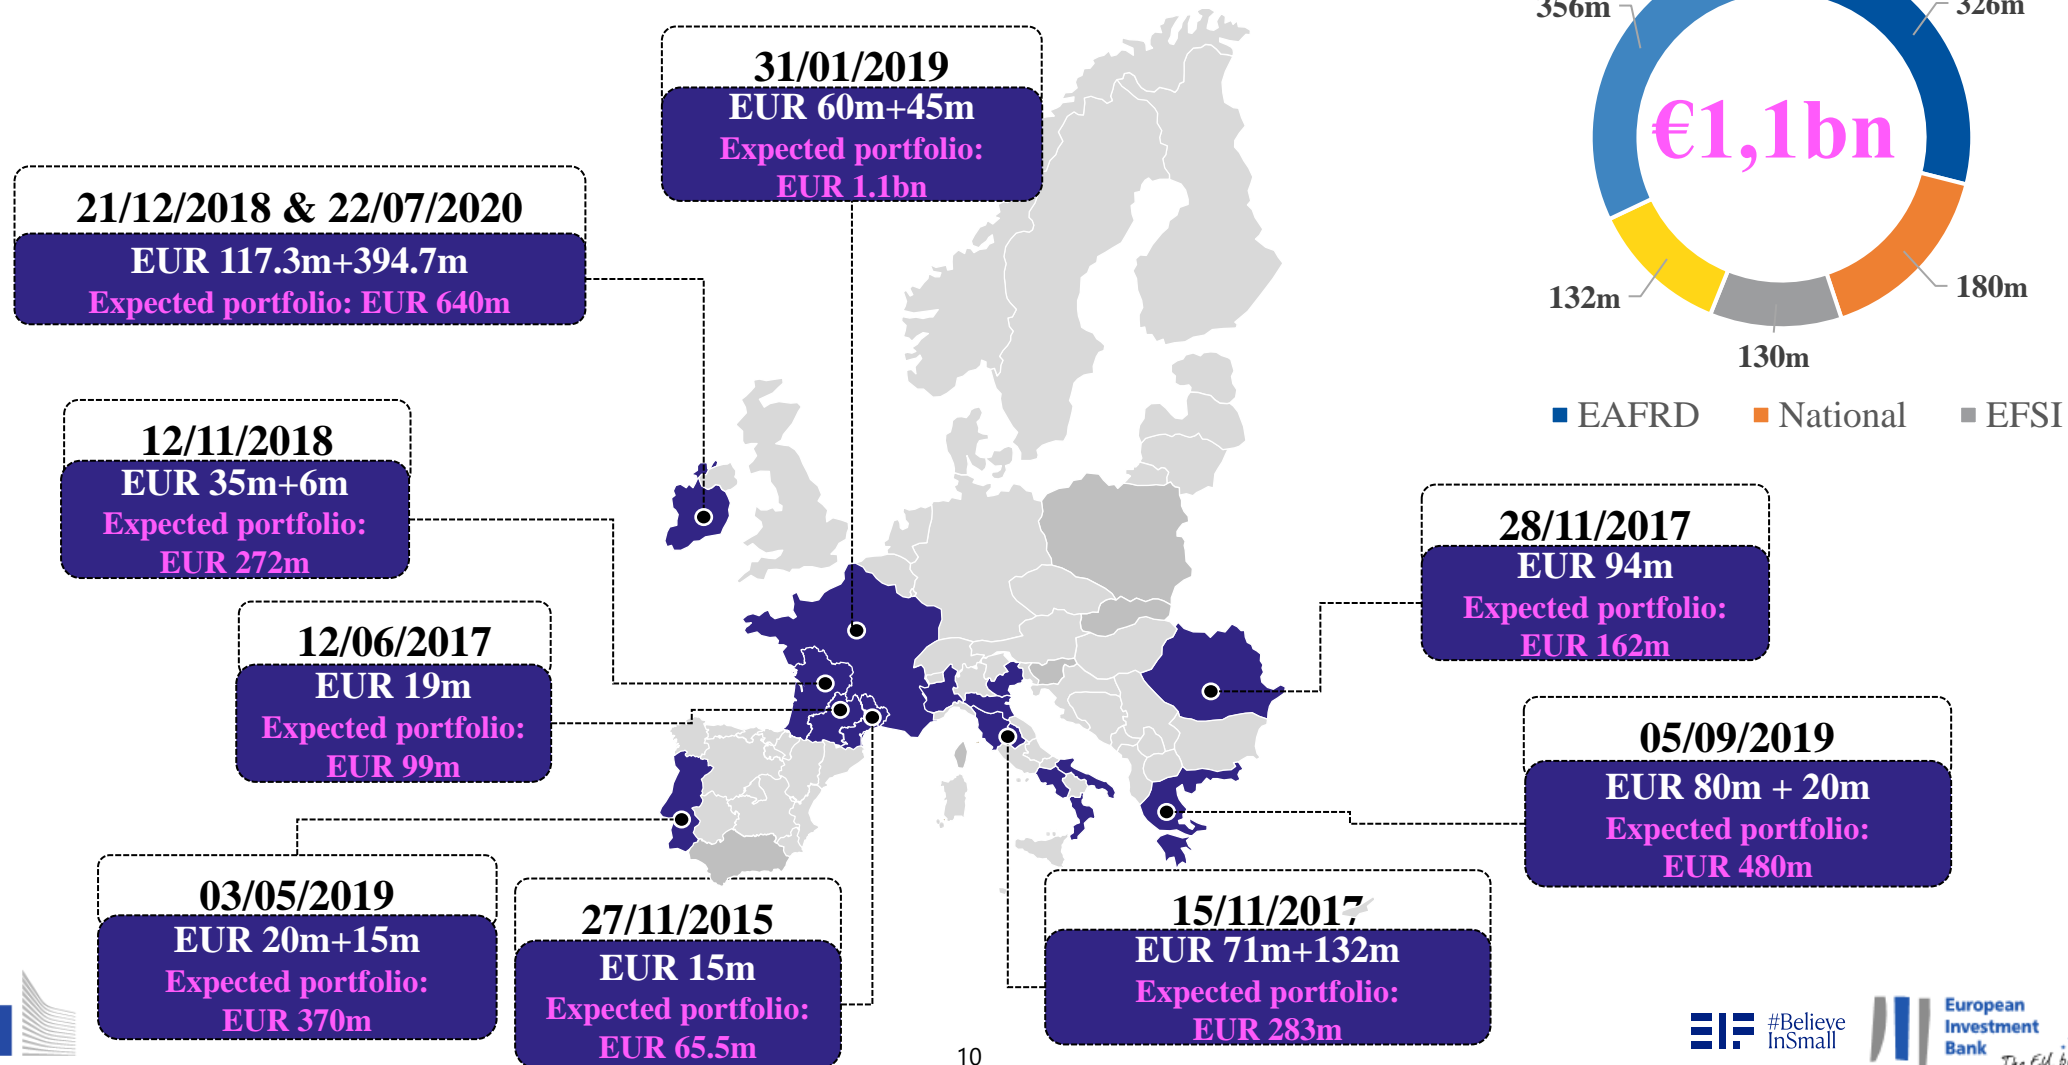 31/01/2019
EUR 60m+45m
Expected portfolio:
EUR 1.1bn
21/12/2018 & 22/07/2020
EUR 117.3m+394.7m
Expected portfolio: EUR 640m
12/11/2018
EUR 35m+6m
Expected portfolio:
EUR 272m
12/06/2017
EUR 19m
Expected portfolio:
EUR 99m
03/05/2019
EUR 20m+15m
Expected portfolio:
EUR 370m
27/11/2015
EUR 15m
Expected portfolio:
EUR 65.5m
15/11/2017
EUR 71m+132m
Expected portfolio:
EUR 283m
05/09/2019
EUR 80m + 20m
Expected portfolio:
EUR 480m
28/11/2017
EUR 94m
Expected portfolio:
EUR 162m
356m
326m
€1,1bn
132m
180m
130m
EAFRD National EFSI
10
EIF #Believe
InSmall
European
Investment
Bank
The EU b